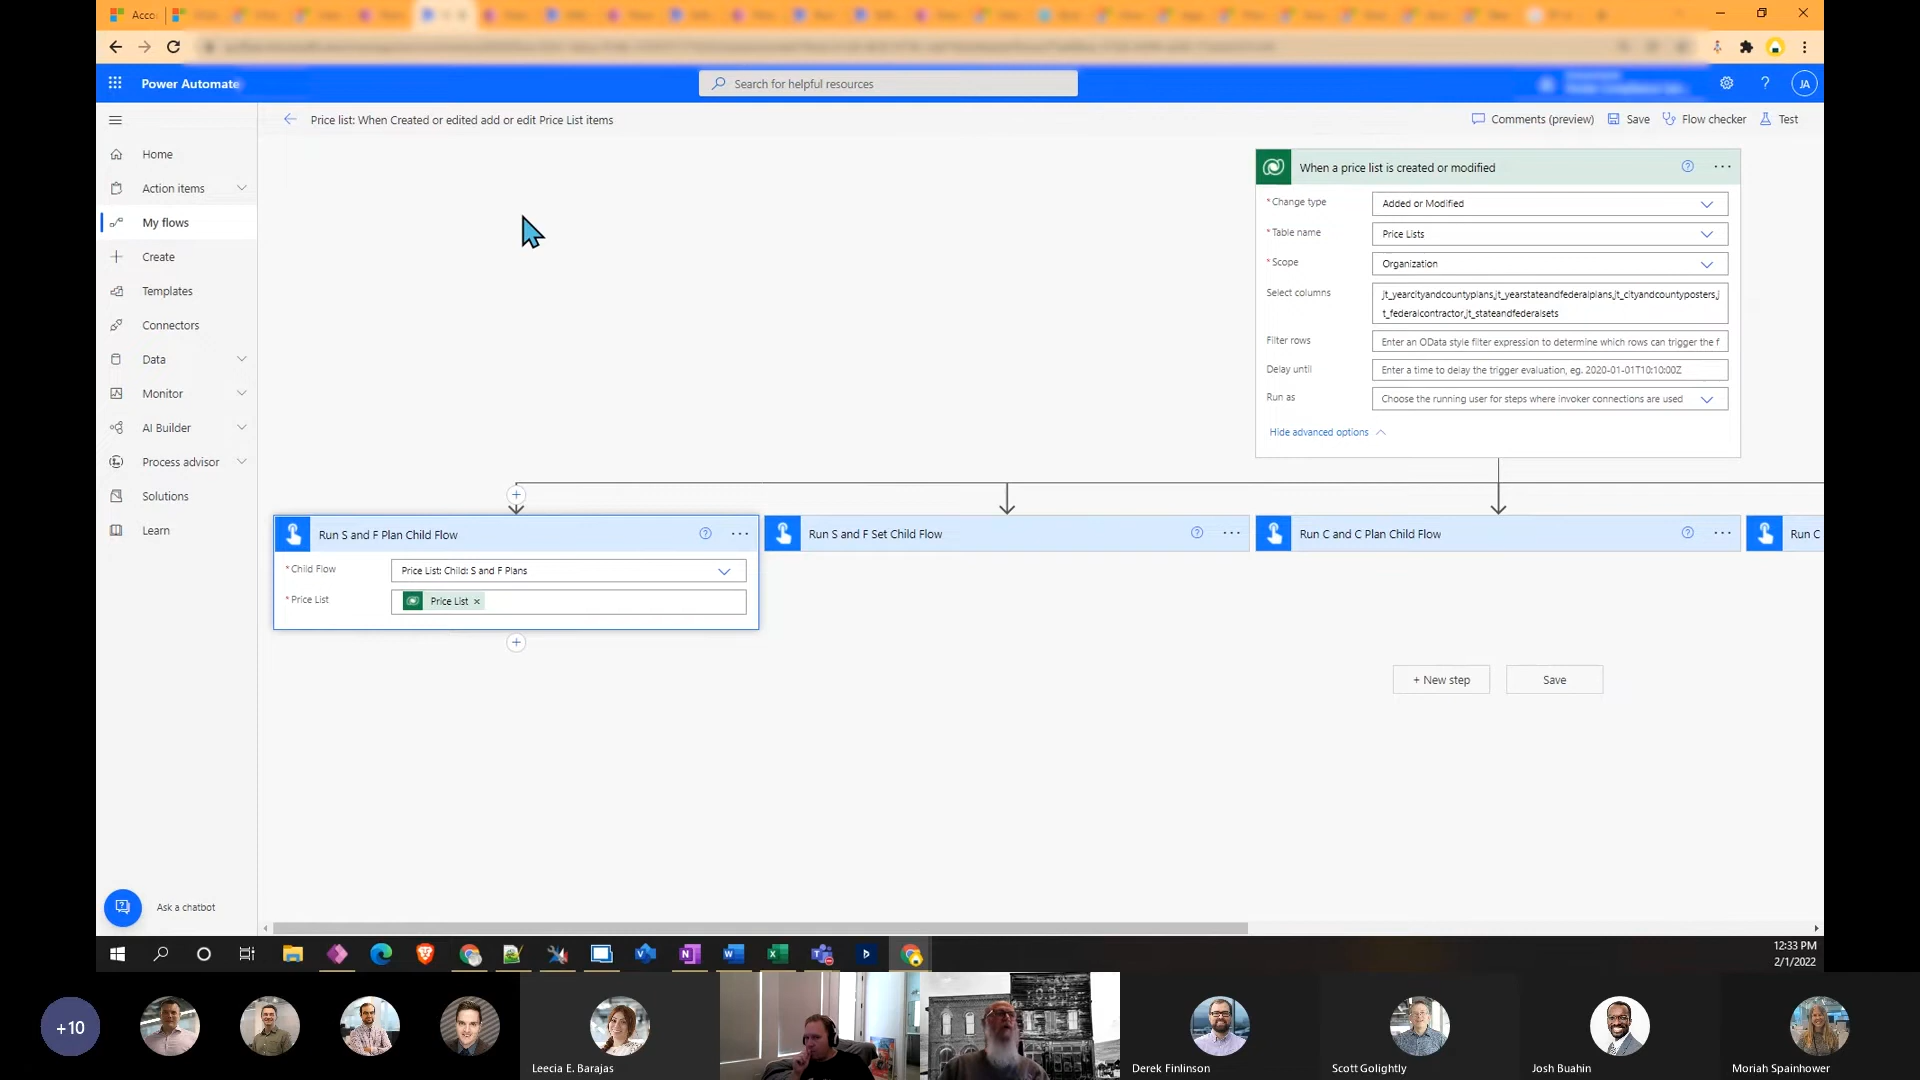 Acco
Power Automate
Search for helpful resources
JA
Price list: When Created or edited add or edit Price List items
Comments (preview)
Save
Flow checker
Test
Home
Action items
My flows
Create
Templates
Connectors
Data
Monitor
AI Builder
Process advisor
Solutions
Learn
Ask a chatbot
When a price list is created or modified
* Change type
Added or Modified
* Table name
Price Lists
* Scope
Organization
Select columns
jt_yearcityandcountyplans,jt_yearstateandfederalplans,jt_cityandcountyposters,j
t_federalcontractor,jt_stateandfederalsets
Filter rows
Enter an OData style filter expression to determine which rows can trigger the f
Delay until
Enter a time to delay the trigger evaluation, eg. 2020-01-01T10:10:00Z
Run as
Choose the running user for steps where invoker connections are used
Hide advanced options
Run S and F Plan Child Flow
* Child Flow
Price List: Child: S and F Plans
* Price List
Price List ×
Run S and F Set Child Flow
Run C and C Plan Child Flow
Run C
+ New step
Save
12:33 PM
2/1/2022
+10
Leecia E. Barajas
Derek Finlinson
Scott Golightly
Josh Buahin
Moriah Spainhower